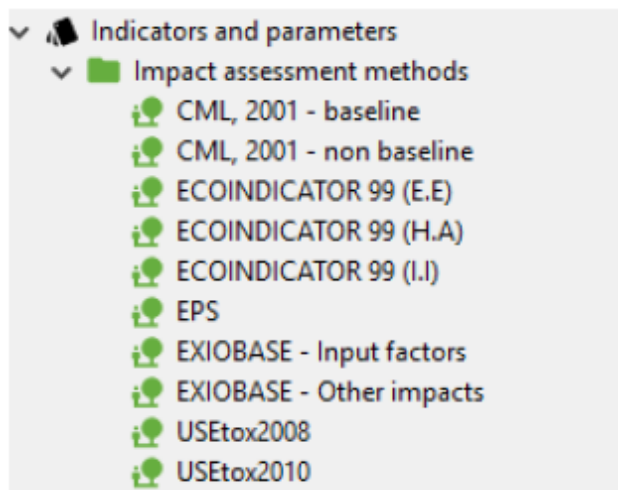 Indicators and parameters
Impact assessment methods
CML, 2001 - baseline
CML, 2001 - non baseline
ECOINDICATOR 99 (E.E)
ECOINDICATOR 99 (H.A)
ECOINDICATOR 99 (I.I)
EPS
EXIOBASE - Input factors
EXIOBASE - Other impacts
USEtox2008
USEtox2010